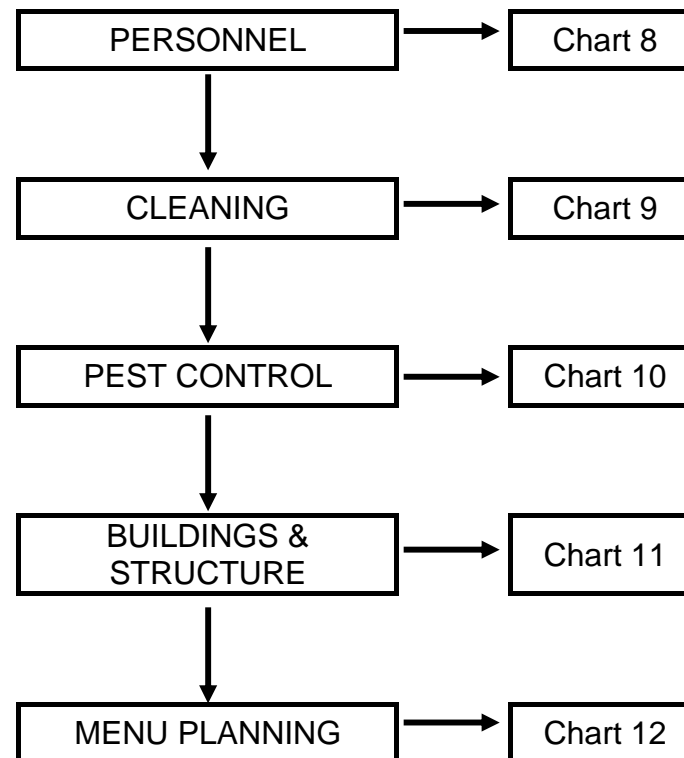 PERSONNEL
Chart 8
CLEANING
Chart 9
PEST CONTROL
Chart 10
BUILDINGS &
STRUCTURE
Chart 11
MENU PLANNING
Chart 12